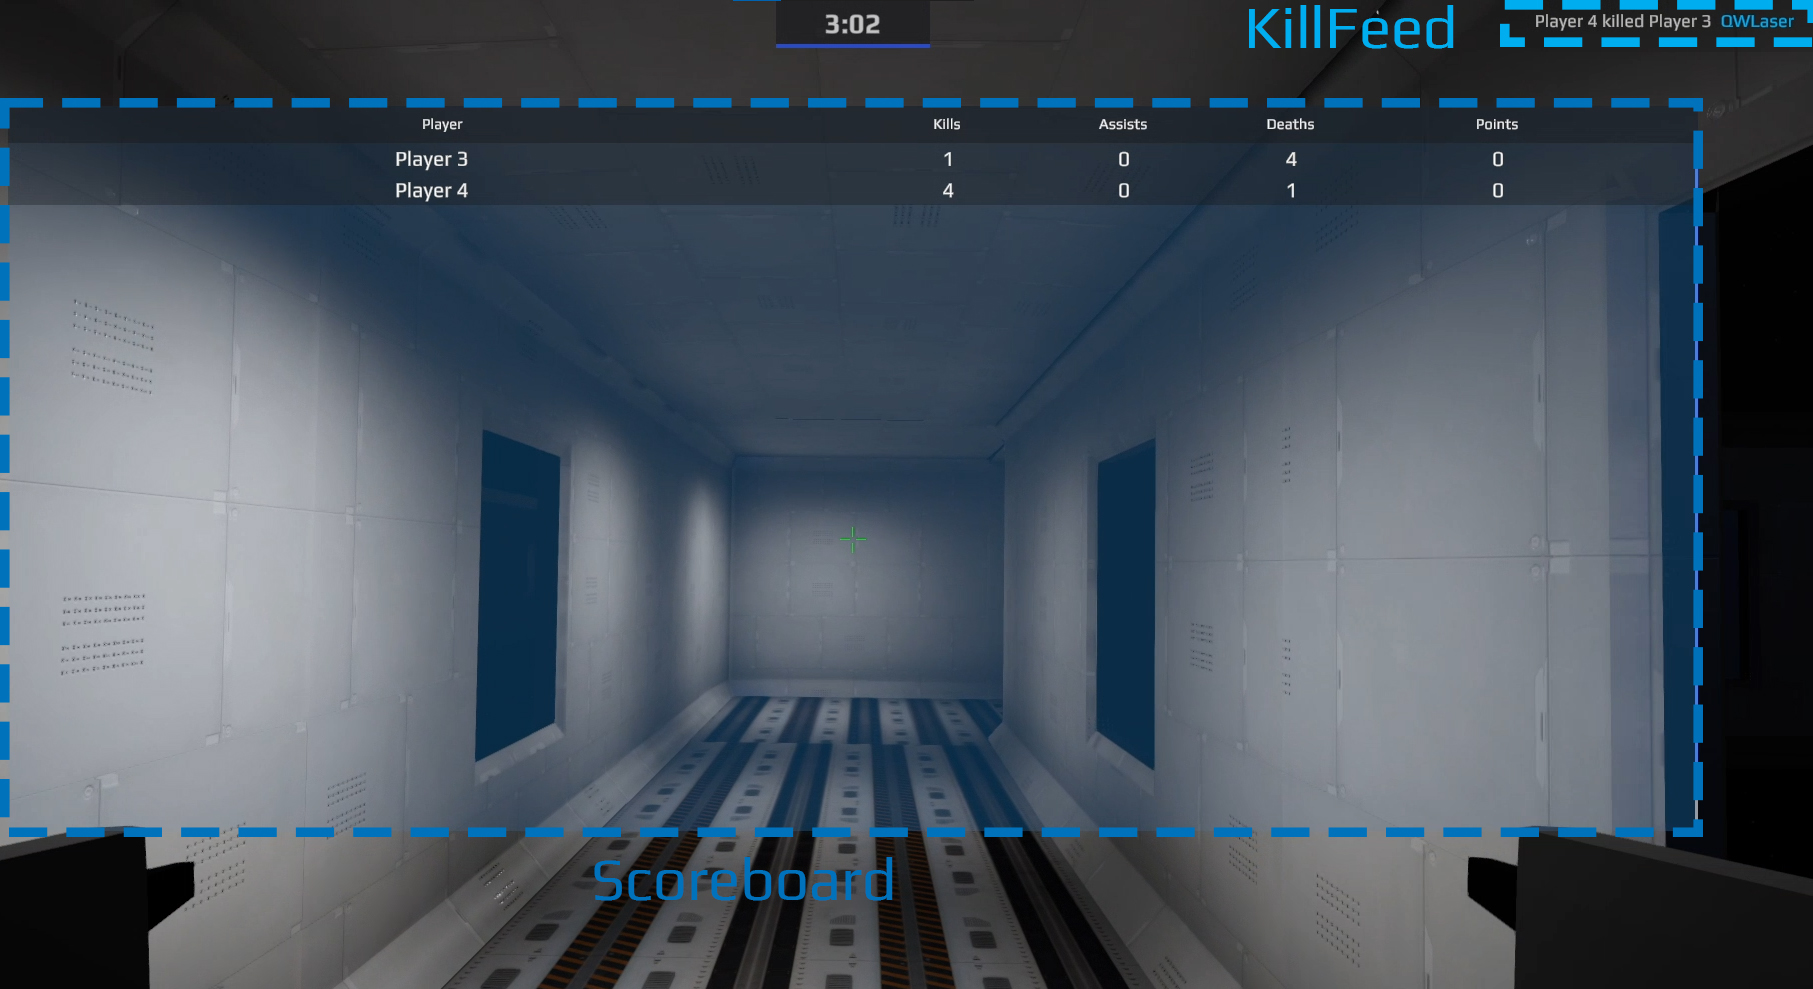 3:02
KillFeed
Player 4 killed Player 3 QWLaser
Player Kills Assists Deaths Points
Player 3 1 0 4 0
Player 4 4 0 1 0
Scoreboard